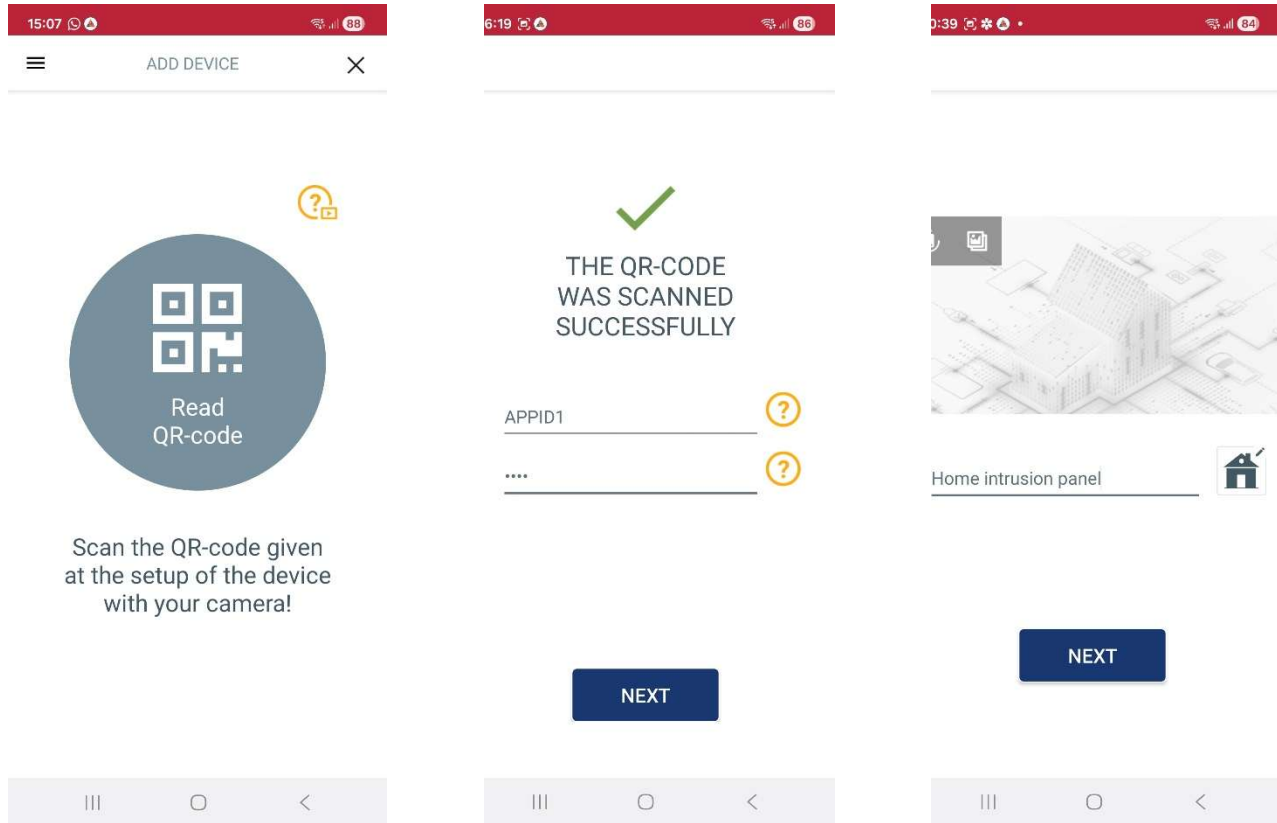 15:07
88
ADD DEVICE
Read
QR-code
Scan the QR-code given
at the setup of the device
with your camera!
6:19
86
THE QR-CODE
WAS SCANNED
SUCCESSFULLY
APPID1
....
NEXT
0:39
84
Home intrusion panel
NEXT